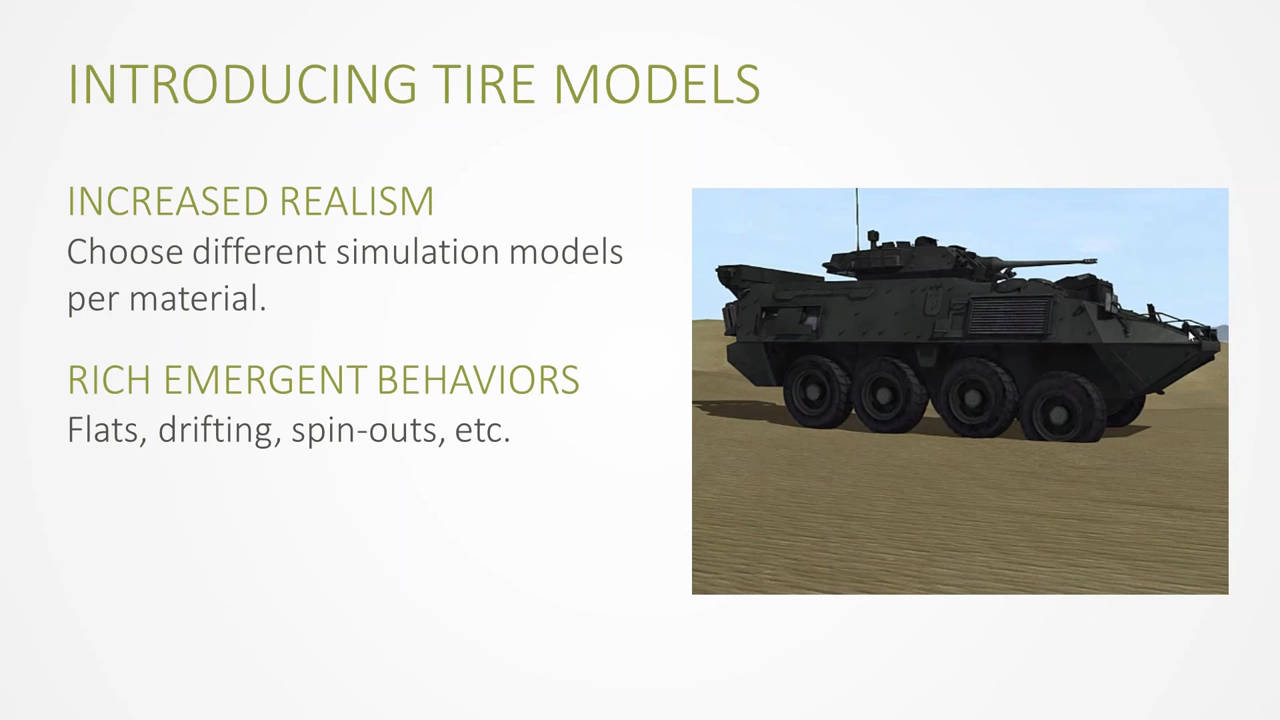 INTRODUCING TIRE MODELS
INCREASED REALISM
Choose different simulation models
per material.
RICH EMERGENT BEHAVIORS
Flats, drifting, spin-outs, etc.